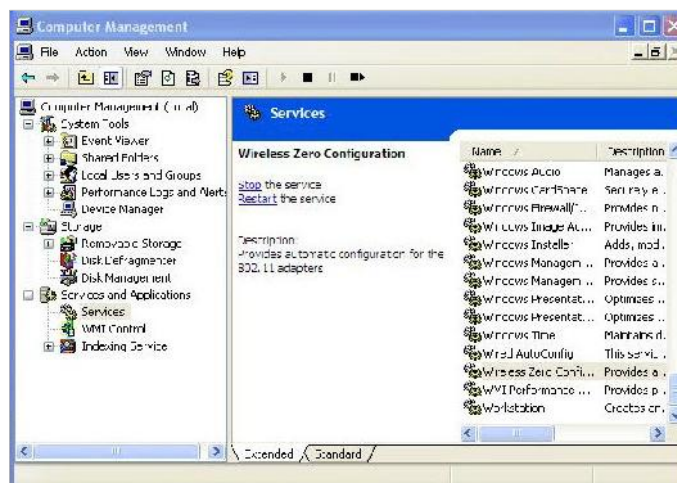 Computer Management
File Action View Window Help
Computer Management (Local)
System Tools
Event Viewer
Shared Folders
Local Users and Groups
Performance Logs and Alerts
Device Manager
Storage
Removable Storage
Disk Defragmenter
Disk Management
Services and Applications
Services
WMI Control
Indexing Service
Services
Wireless Zero Configuration
Stop the service
Restart the service
Description:
Provides automatic configuration for the
802.11 adapters
Name Description
Windows Audio Manages a...
Windows CardSpace Securely e...
Windows Firewall/I... Provides n...
Windows Image Ac... Provides im...
Windows Installer Adds, mod...
Windows Managem... Provides a...
Windows Managem... Provides s...
Windows Presentat... Optimizes ...
Windows Presentat... Optimizes ...
Windows Time Maintains d...
Wired AutoConfig This servic...
Wireless Zero Confi... Provides a...
WMI Performance ... Provides p...
Workstation Creates an...
Extended Standard